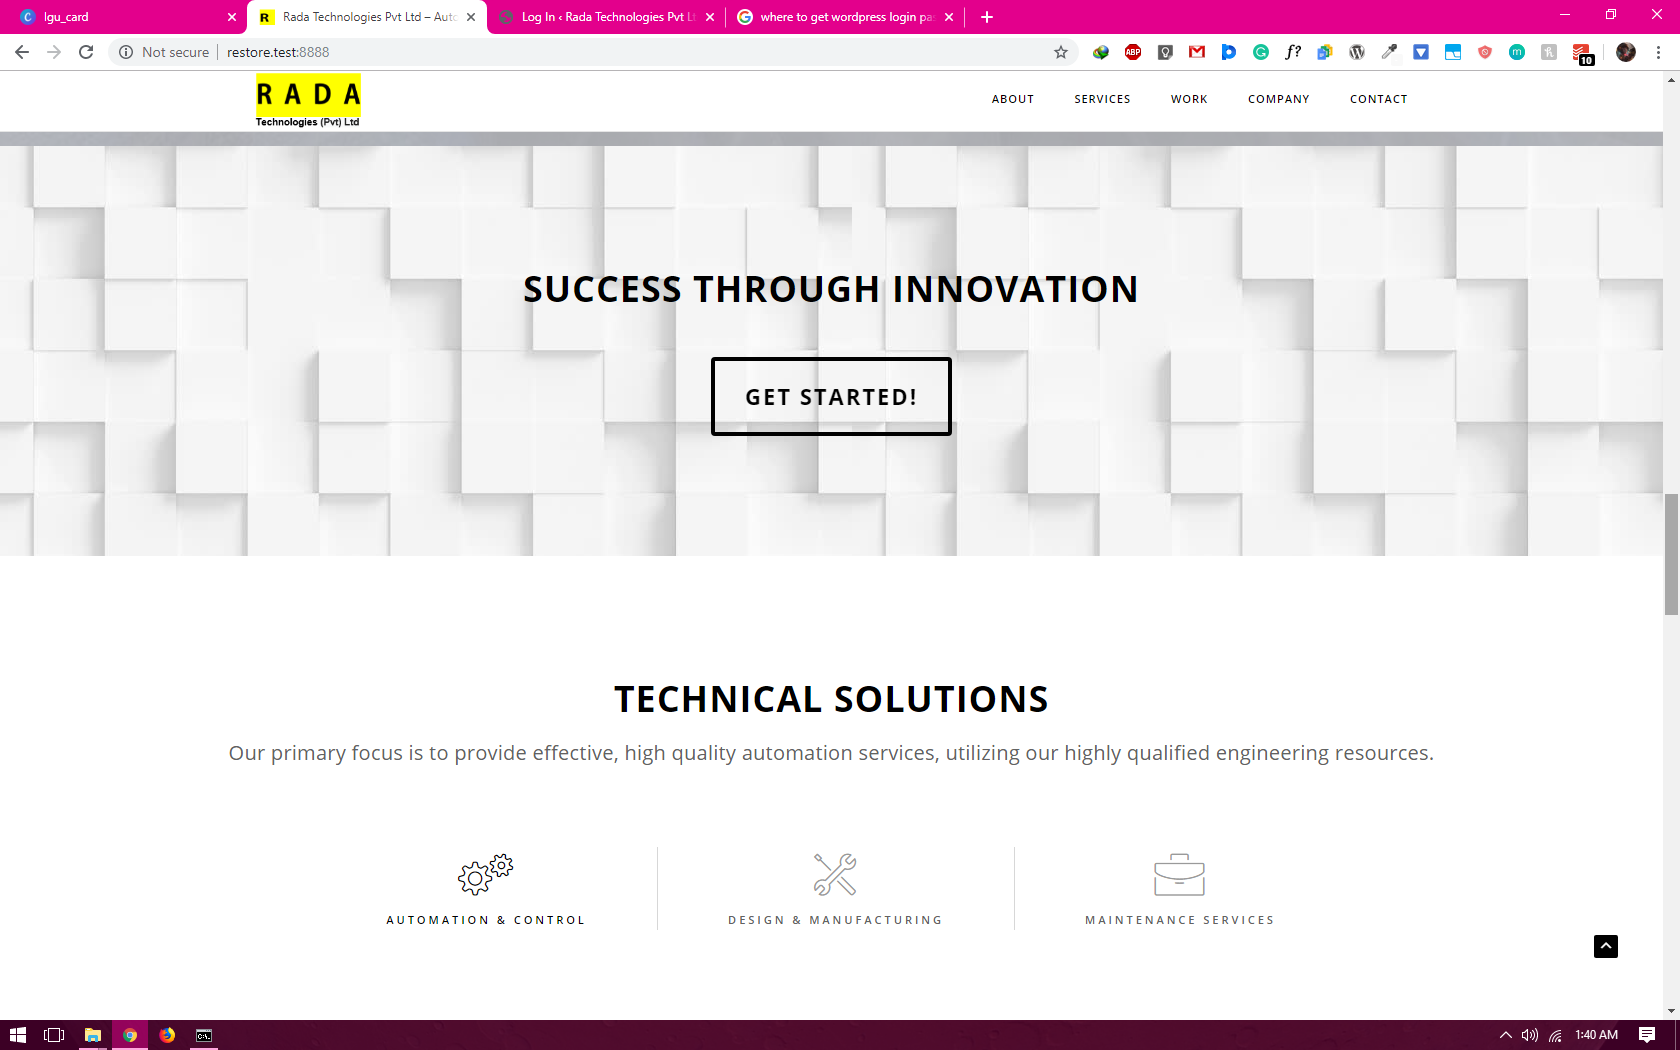 lgu_card
Rada Technologies Pvt Ltd – Auto
Log In ‹ Rada Technologies Pvt Lt
where to get wordpress login pa
Not secure
restore.test:8888
ABP
f?
10
RADA
Technologies (Pvt) Ltd
ABOUT
SERVICES
WORK
COMPANY
CONTACT
SUCCESS THROUGH INNOVATION
GET STARTED!
TECHNICAL SOLUTIONS
Our primary focus is to provide effective, high quality automation services, utilizing our highly qualified engineering resources.
AUTOMATION & CONTROL
DESIGN & MANUFACTURING
MAINTENANCE SERVICES
1:40 AM